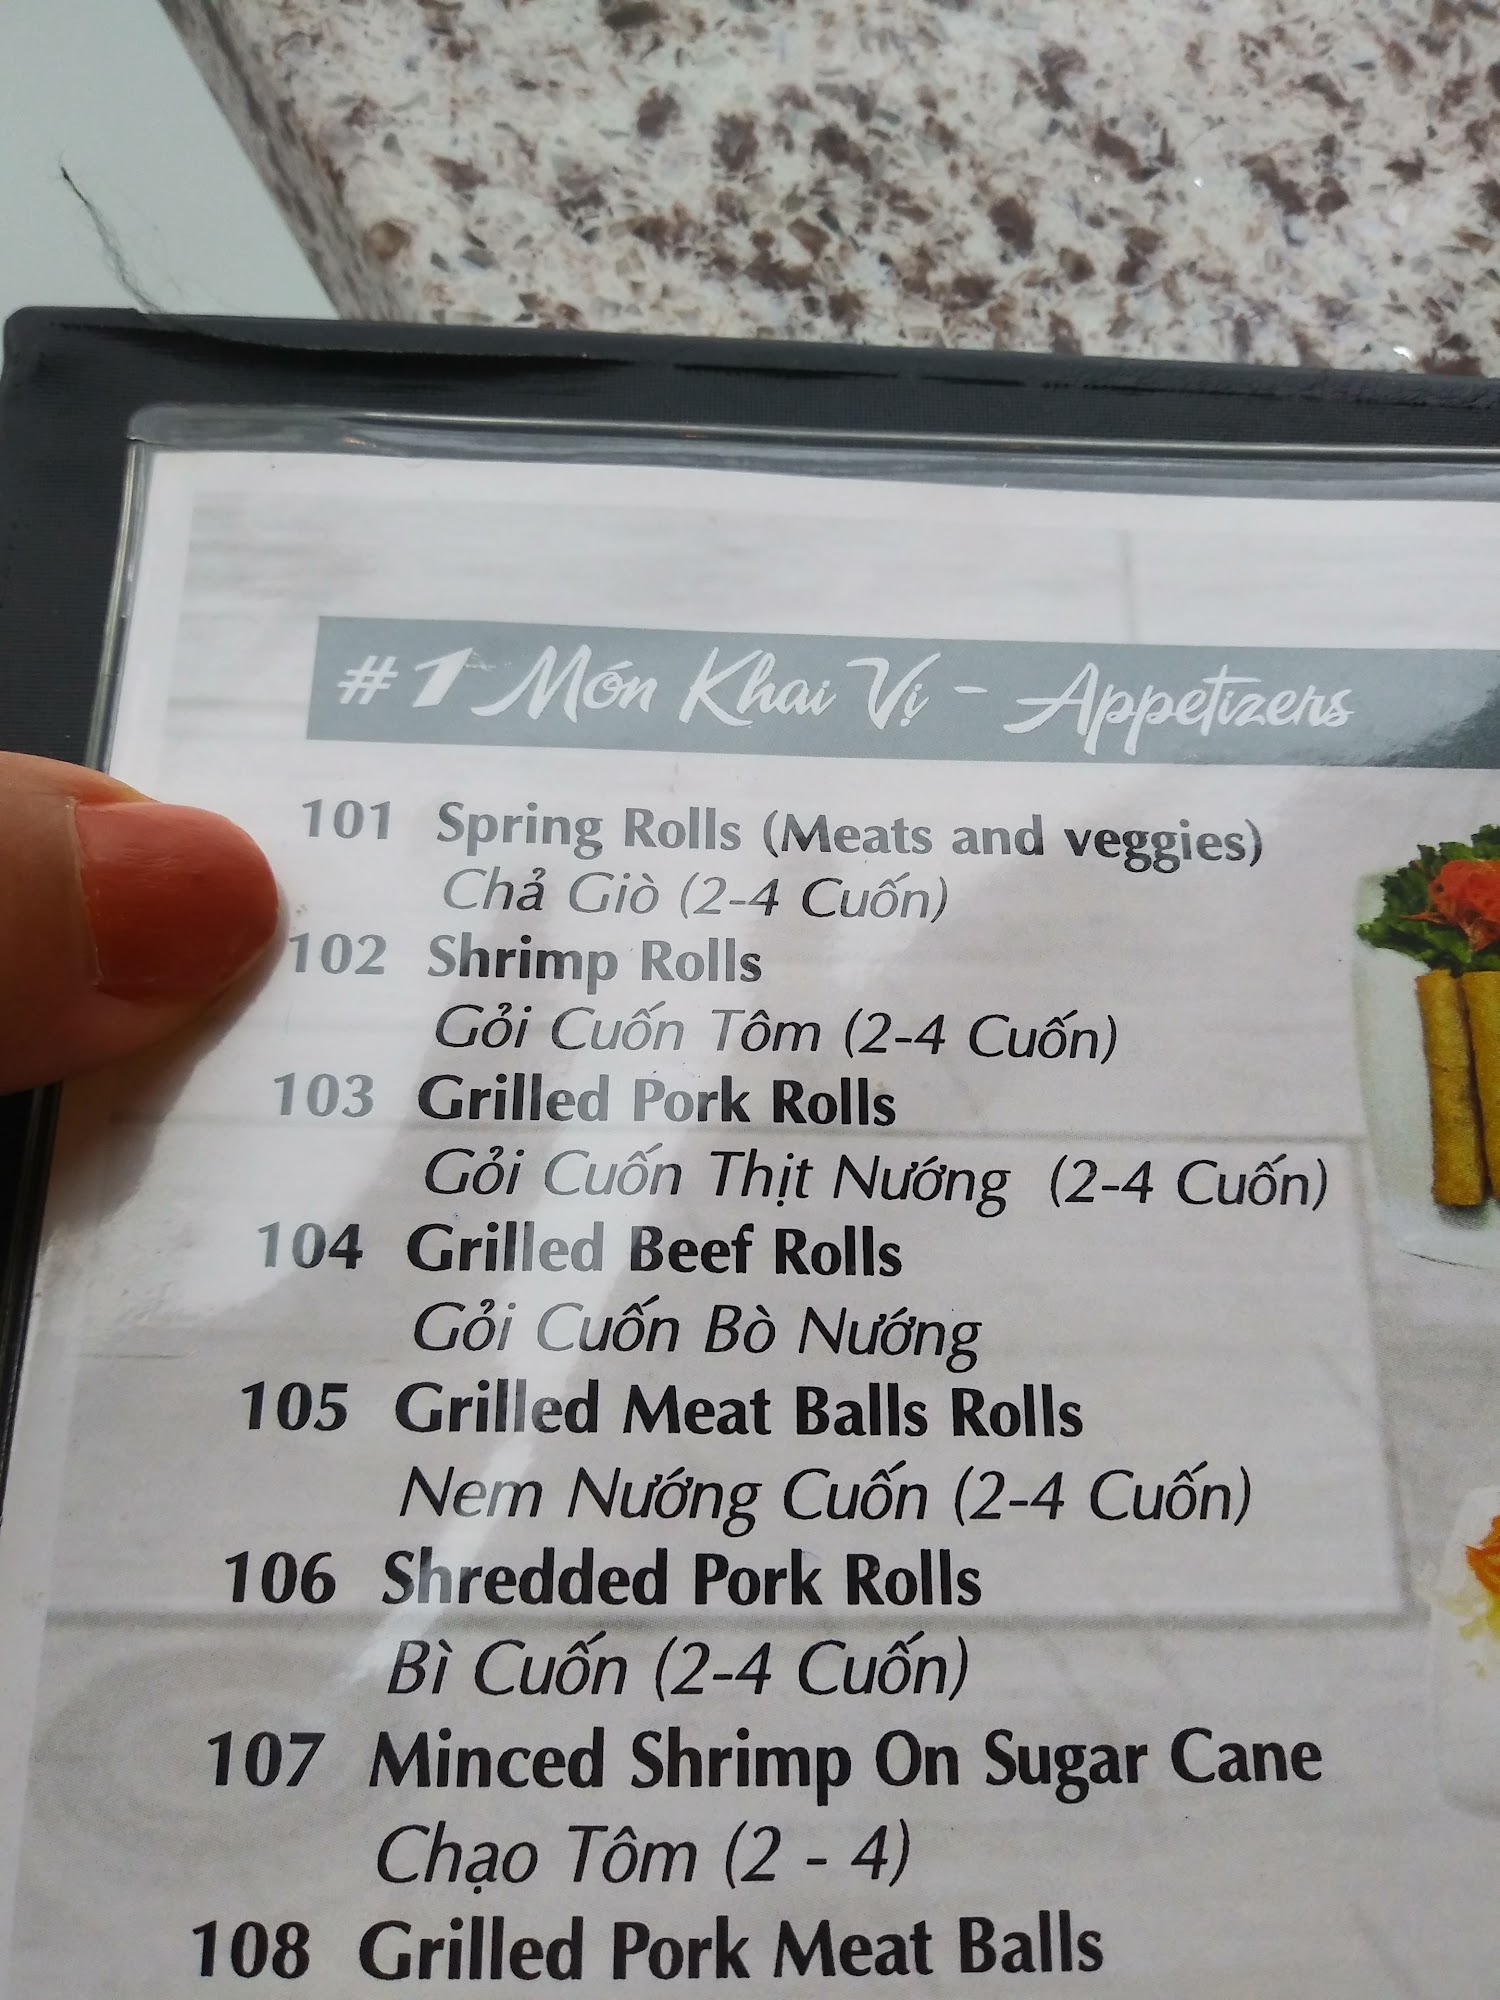 #1 Món Khai Vị - Appetizers
101 Spring Rolls (Meats and veggies)
Chả Giò (2-4 Cuốn)
102 Shrimp Rolls
Gỏi Cuốn Tôm (2-4 Cuốn)
103 Grilled Pork Rolls
Gỏi Cuốn Thịt Nướng (2-4 Cuốn)
104 Grilled Beef Rolls
Gỏi Cuốn Bò Nướng
105 Grilled Meat Balls Rolls
Nem Nướng Cuốn (2-4 Cuốn)
106 Shredded Pork Rolls
Bì Cuốn (2-4 Cuốn)
107 Minced Shrimp On Sugar Cane
Chạo Tôm (2 - 4)
108 Grilled Pork Meat Balls